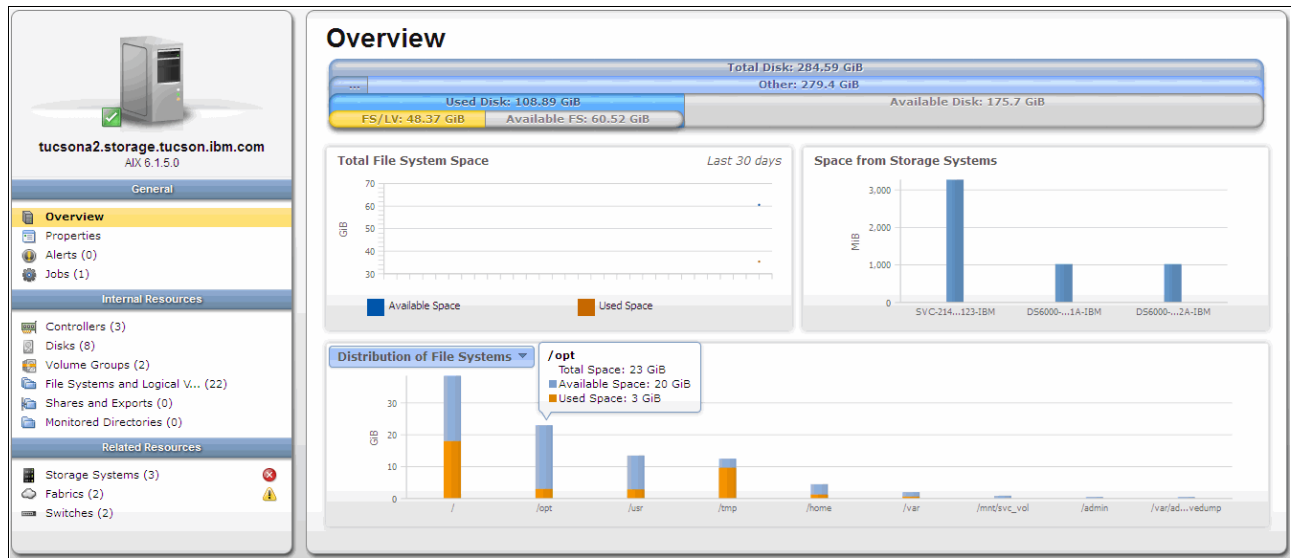 tucsona2.storage.tucson.ibm.com
AIX 6.1.5.0
General
Overview
Properties
Alerts (0)
Jobs (1)
Internal Resources
Controllers (3)
Disks (8)
Volume Groups (2)
File Systems and Logical V... (22)
Shares and Exports (0)
Monitored Directories (0)
Related Resources
Storage Systems (3)
Fabrics (2)
Switches (2)
Overview
Total Disk: 284.59 GiB
... Other: 279.4 GiB
Used Disk: 108.89 GiB Available Disk: 175.7 GiB
FS/LV: 48.37 GiB Available FS: 60.52 GiB
Total File System Space Last 30 days
70
60
50
40
30
GiB
Available Space Used Space
Space from Storage Systems
3,000
2,000
1,000
0
MiB
SVC-214...123-IBM DS6000-...1A-IBM DS6000-...2A-IBM
Distribution of File Systems
/opt
Total Space: 23 GiB
Available Space: 20 GiB
Used Space: 3 GiB
30
20
10
0
GiB
/ /opt /usr /tmp /home /var /mnt/svc_vol /admin /var/ad...vedump